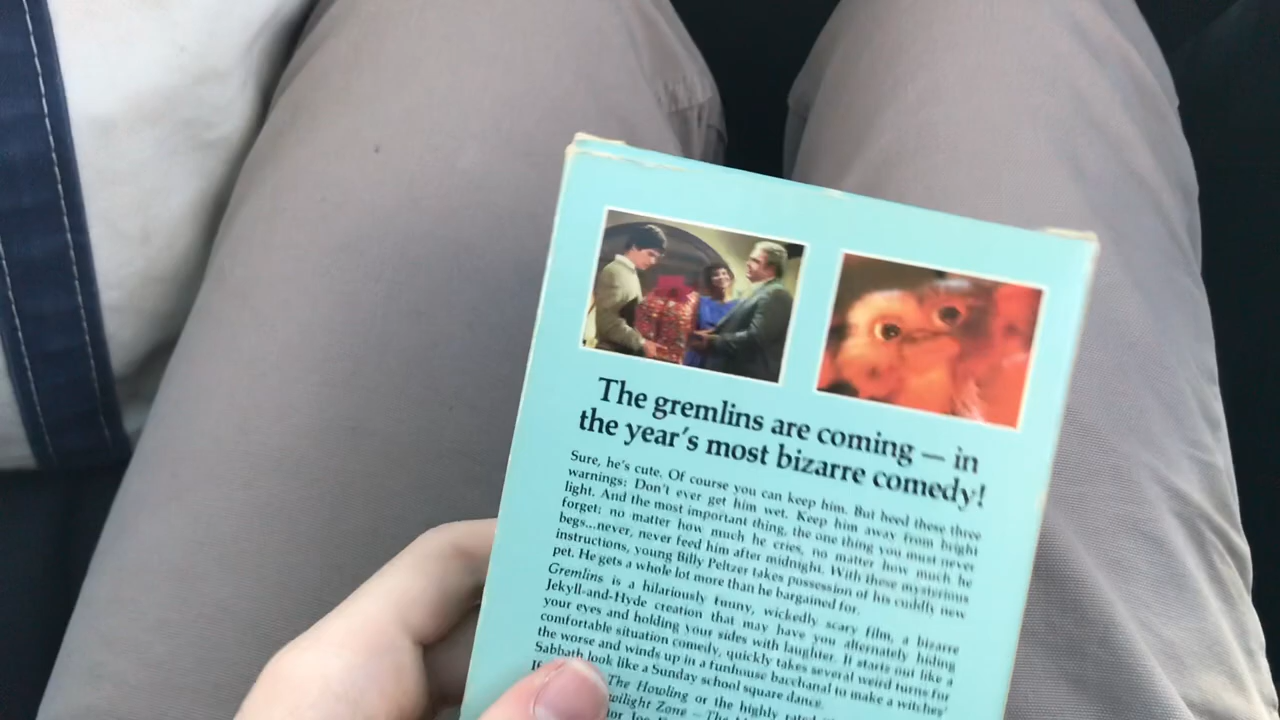 The gremlins are coming — in
the year's most bizarre comedy!
Sure, he's cute. Of course you can keep him. But heed these three
warnings: Don't ever get him wet. Keep him away from bright
light. And the most important thing, the one thing you must never
forget: no matter how much he cries, no matter how much he
begs...never, never feed him after midnight. With these mysterious
instructions, young Billy Peltzer takes possession of his cuddly new
pet. He gets a whole lot more than he bargained for.
Gremlins is a hilariously funny, wickedly scary film, a bizarre
Jekyll-and-Hyde creation that may have you alternately hiding
your eyes and holding your sides with laughter. It starts out like a
comfortable situation comedy, quickly takes several weird turns for
the worse and winds up in a funhouse bacchanal to make a witches'
Sabbath look like a Sunday school square dance.
The Howling or the highly rated
Zone
Joe